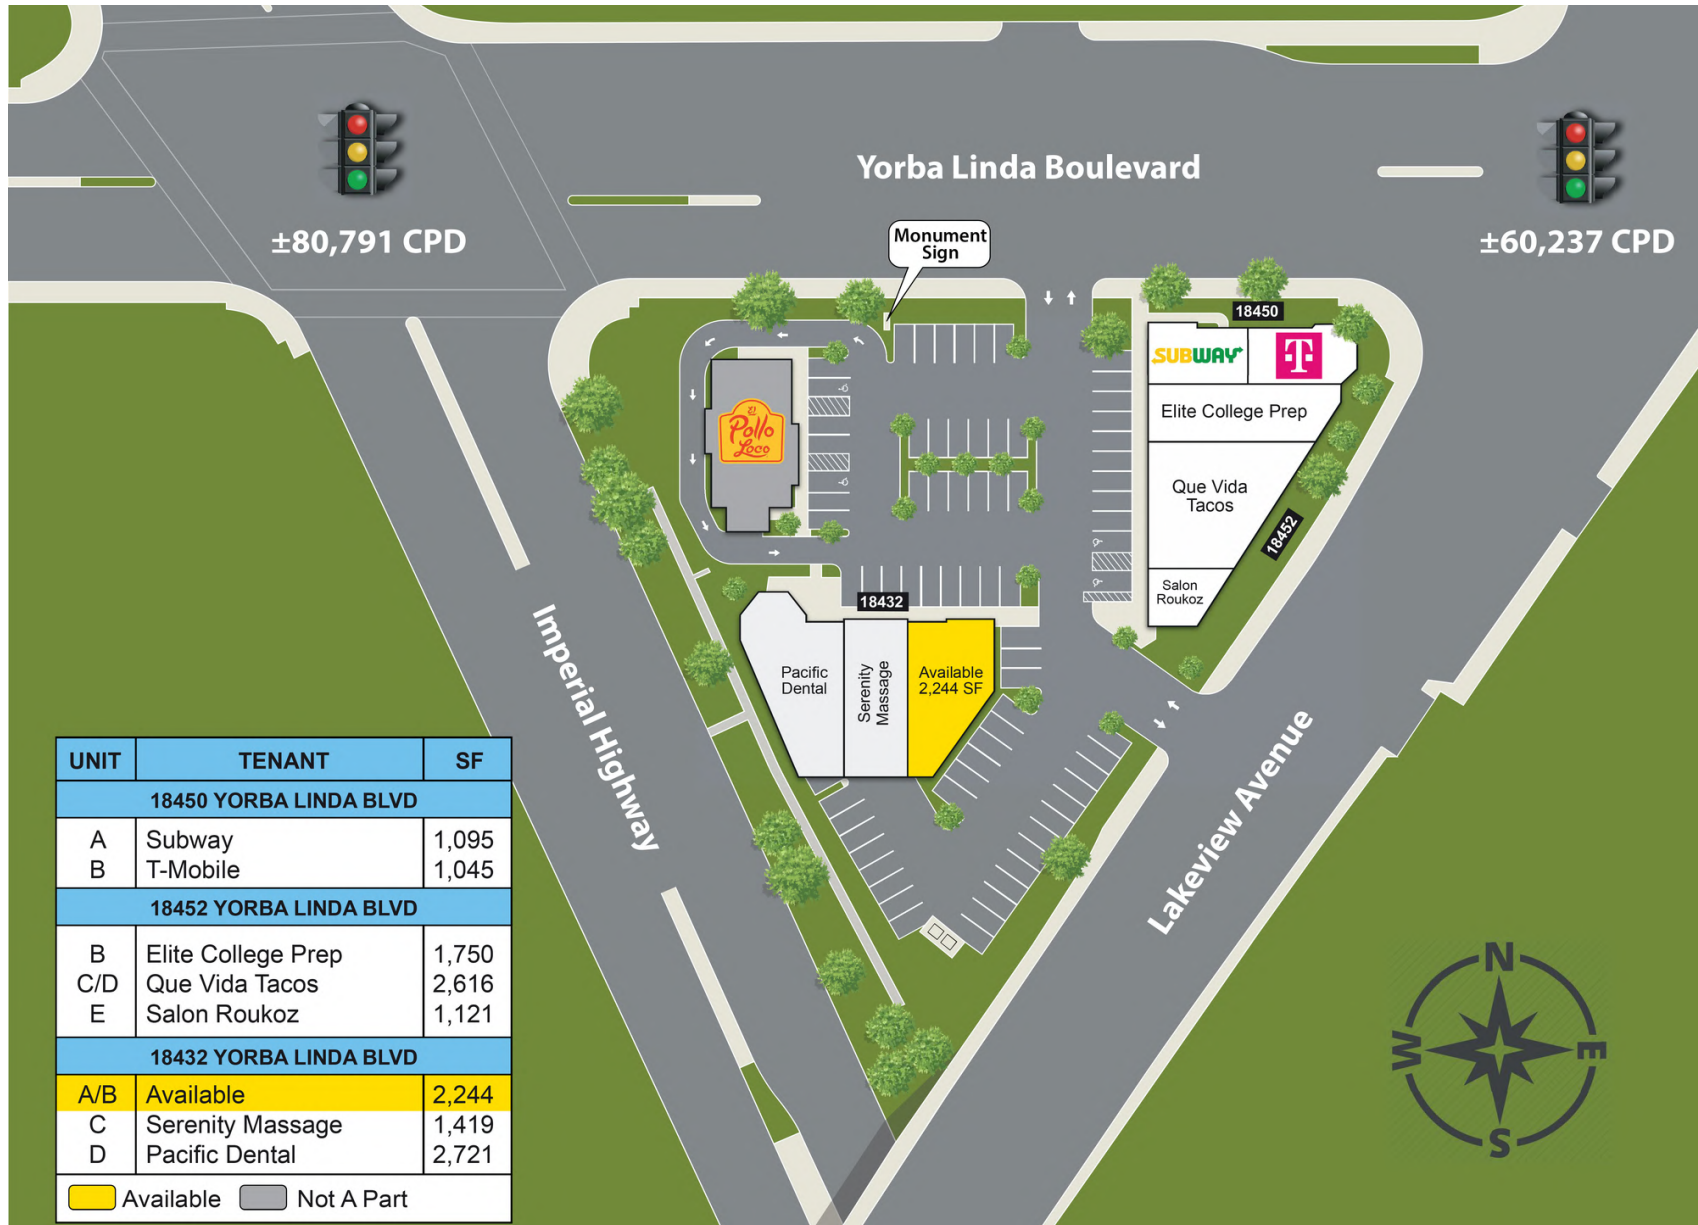 Yorba Linda Boulevard
±80,791 CPD
±60,237 CPD
Monument
Sign
18450
SUBWAY
T
Elite College Prep
El
Pollo
Loco
Que Vida
Tacos
18452
Salon
Roukoz
18432
Pacific
Dental
Serenity
Massage
Available
2,244 SF
Imperial Highway
Lakeview Avenue
UNIT TENANT SF
18450 YORBA LINDA BLVD
A Subway 1,095
B T-Mobile 1,045
18452 YORBA LINDA BLVD
B Elite College Prep 1,750
C/D Que Vida Tacos 2,616
E Salon Roukoz 1,121
18432 YORBA LINDA BLVD
A/B Available 2,244
C Serenity Massage 1,419
D Pacific Dental 2,721
Available Not A Part
N
W E
S